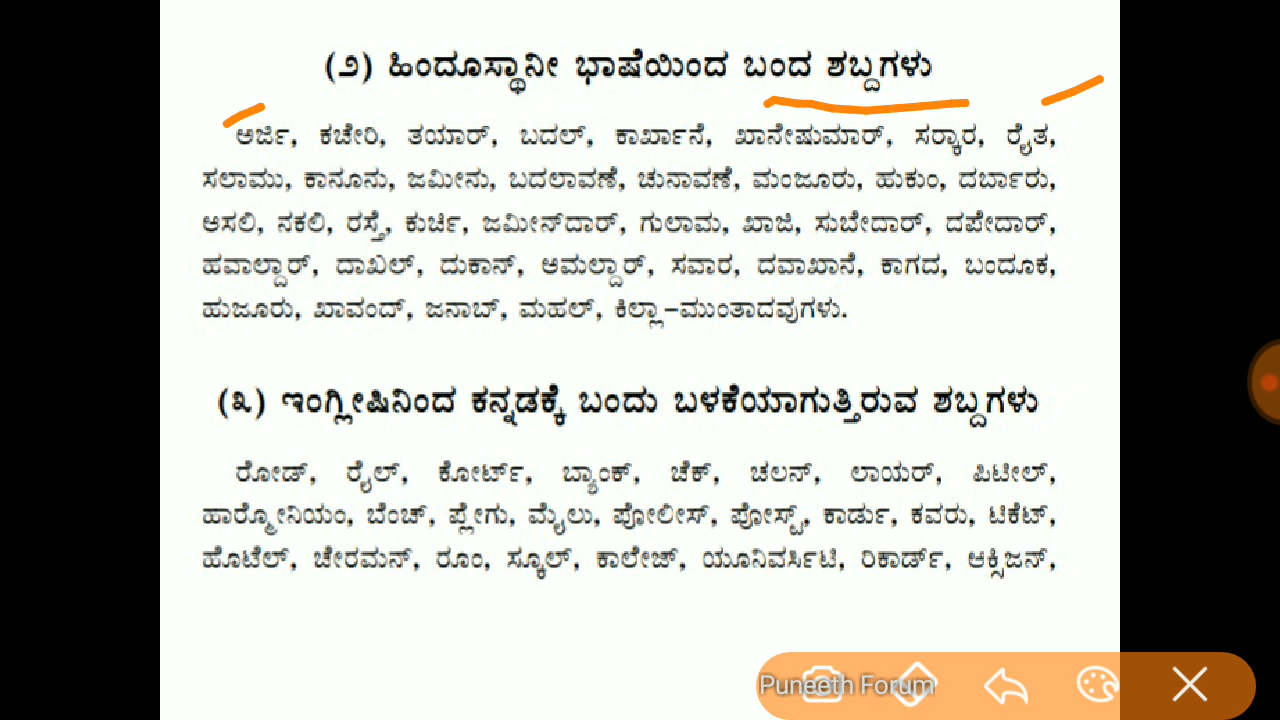 (೨) ಹಿಂದೂಸ್ಥಾನೀ ಭಾಷೆಯಿಂದ ಬಂದ ಶಬ್ದಗಳು
ಅರ್ಜಿ, ಕಚೇರಿ, ತಯಾರ್, ಬದಲ್, ಕಾರ್ಖಾನೆ, ಖಾನೇಷುಮಾರ್, ಸರ್‍ಕಾರ, ರೈತ,
ಸಲಾಮು, ಕಾನೂನು, ಜಮೀನು, ಬದಲಾವಣೆ, ಚುನಾವಣೆ, ಮಂಜೂರು, ಹುಕುಂ, ದರ್ಬಾರು,
ಅಸಲಿ, ನಕಲಿ, ರಸ್ತೆ, ಕುರ್ಚಿ, ಜಮೀನ್‌ದಾರ್, ಗುಲಾಮ, ಖಾಜಿ, ಸುಬೇದಾರ್, ದಫೇದಾರ್,
ಹವಾಲ್ದಾರ್, ದಾಖಲ್, ದುಕಾನ್, ಅಮಲ್ದಾರ್, ಸವಾರ, ದವಾಖಾನೆ, ಕಾಗದ, ಬಂದೂಕ,
ಹುಜೂರು, ಖಾವಂದ್, ಜನಾಬ್, ಮಹಲ್, ಕಿಲ್ಲಾ–ಮುಂತಾದವುಗಳು.
(೩) ಇಂಗ್ಲೀಷಿನಿಂದ ಕನ್ನಡಕ್ಕೆ ಬಂದು ಬಳಕೆಯಾಗುತ್ತಿರುವ ಶಬ್ದಗಳು
ರೋಡ್, ರೈಲ್, ಕೋರ್ಟ್, ಬ್ಯಾಂಕ್, ಚೆಕ್, ಚಲನ್, ಲಾಯರ್, ಪಿಟೀಲ್,
ಹಾರ್‍ಮೋನಿಯಂ, ಬೆಂಚ್, ಪ್ಲೇಗು, ಮೈಲು, ಪೋಲೀಸ್, ಪೋಸ್ಟ್, ಕಾರ್ಡು, ಕವರು, ಟಿಕೆಟ್,
ಹೊಟೆಲ್, ಚೇರಮನ್, ರೂಂ, ಸ್ಕೂಲ್, ಕಾಲೇಜ್, ಯೂನಿವರ್ಸಿಟಿ, ರಿಕಾರ್ಡ್, ಆಕ್ಸಿಜನ್,
Puneeth Forum